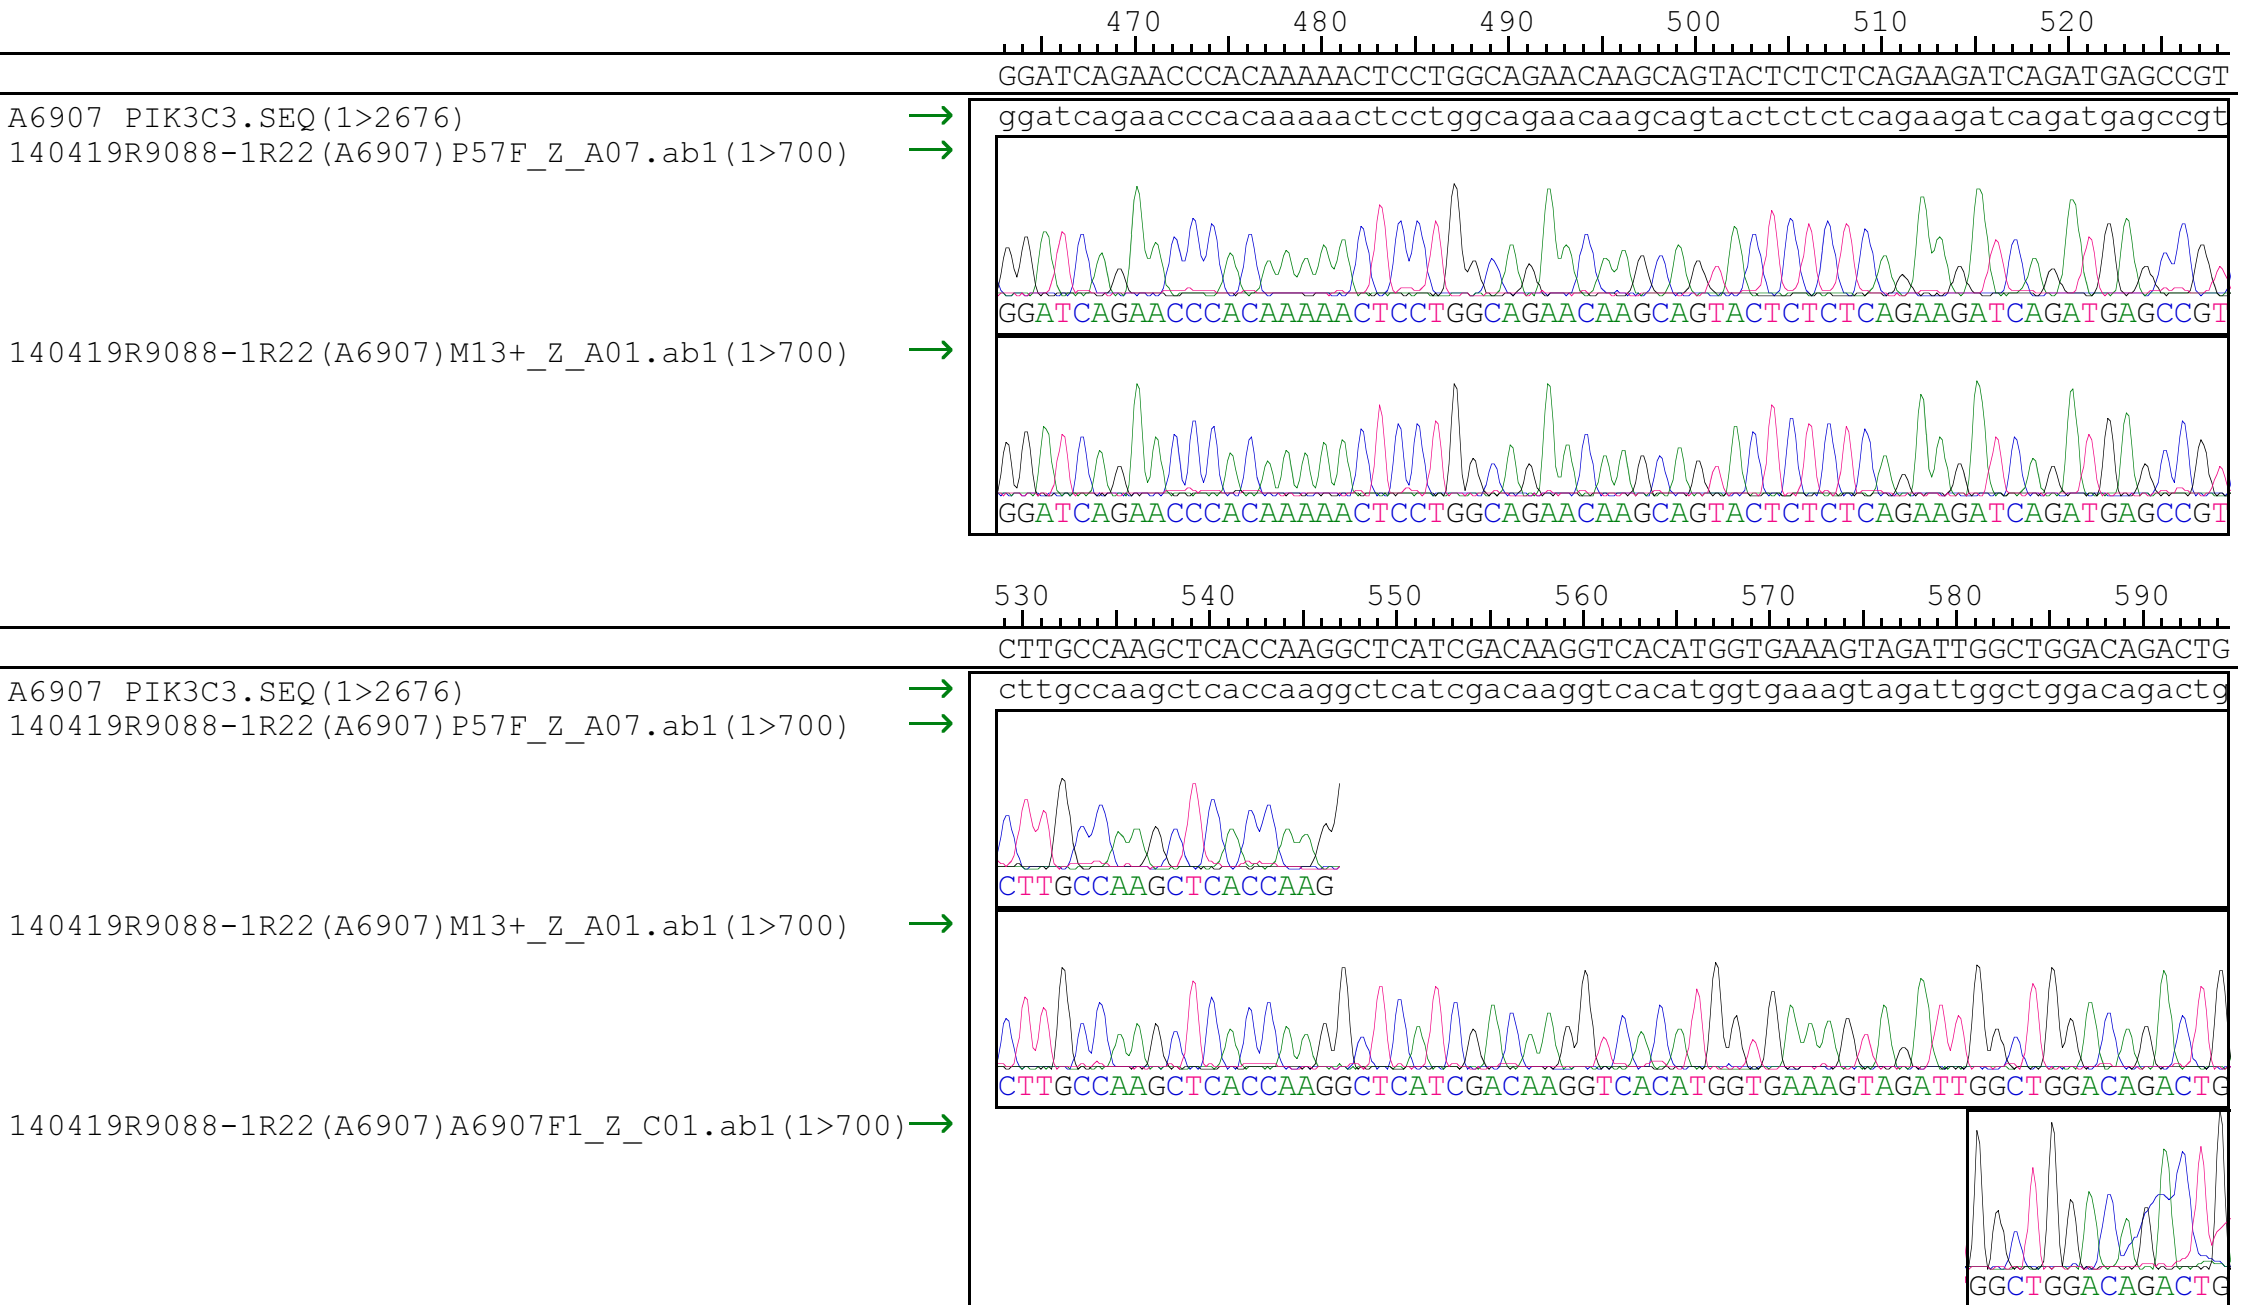 470 480 490 500 510 520
GGATCAGAACCCACAAAAACTCCTGGCAGAACAAGCAGTACTCTCTCAGAAGATCAGATGAGCCGT
A6907 PIK3C3.SEQ(1>2676) → ggatcagaacccacaaaaactcctggcagaacaagcagtactctctcagaagatcagatgagccgt
140419R9088-1R22(A6907)P57F_Z_A07.ab1(1>700) →
GGATCAGAACCCACAAAAACTCCTGGCAGAACAAGCAGTACTCTCTCAGAAGATCAGATGAGCCGT
140419R9088-1R22(A6907)M13+_Z_A01.ab1(1>700) →
GGATCAGAACCCACAAAAACTCCTGGCAGAACAAGCAGTACTCTCTCAGAAGATCAGATGAGCCGT
530 540 550 560 570 580 590
CTTGCCAAGCTCACCAAGGCTCATCGACAAGGTCACATGGTGAAAGTAGATTGGCTGGACAGACTG
A6907 PIK3C3.SEQ(1>2676) → cttgccaagctcaccaaggctcatcgacaaggtcacatggtgaaagtagattggctggacagactg
140419R9088-1R22(A6907)P57F_Z_A07.ab1(1>700) →
CTTGCCAAGCTCACCAAG
140419R9088-1R22(A6907)M13+_Z_A01.ab1(1>700) →
CTTGCCAAGCTCACCAAGGCTCATCGACAAGGTCACATGGTGAAAGTAGATTGGCTGGACAGACTG
140419R9088-1R22(A6907)A6907F1_Z_C01.ab1(1>700) →
GGCTGGACAGACTG